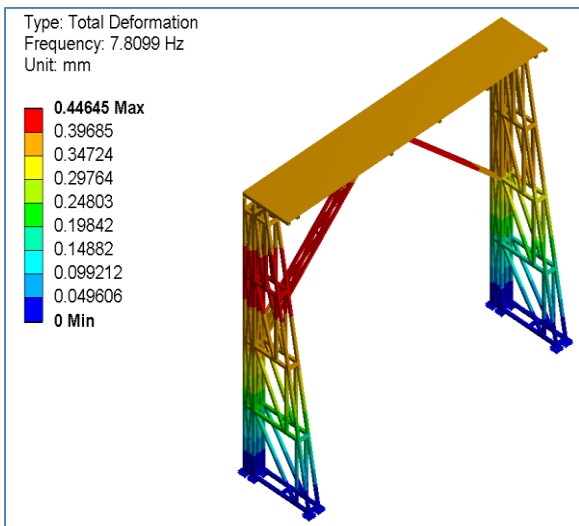 Type: Total Deformation
Frequency: 7.8099 Hz
Unit: mm
0.44645 Max
0.39685
0.34724
0.29764
0.24803
0.19842
0.14882
0.099212
0.049606
0 Min